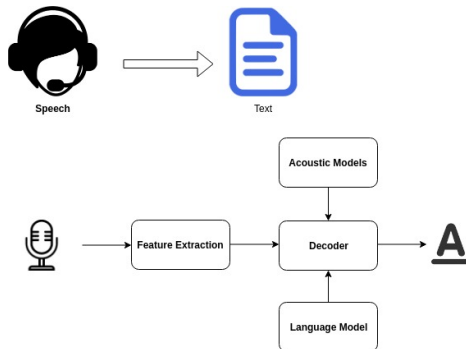 Speech
Text
Acoustic Models
Feature Extraction
Decoder
A
Language Model